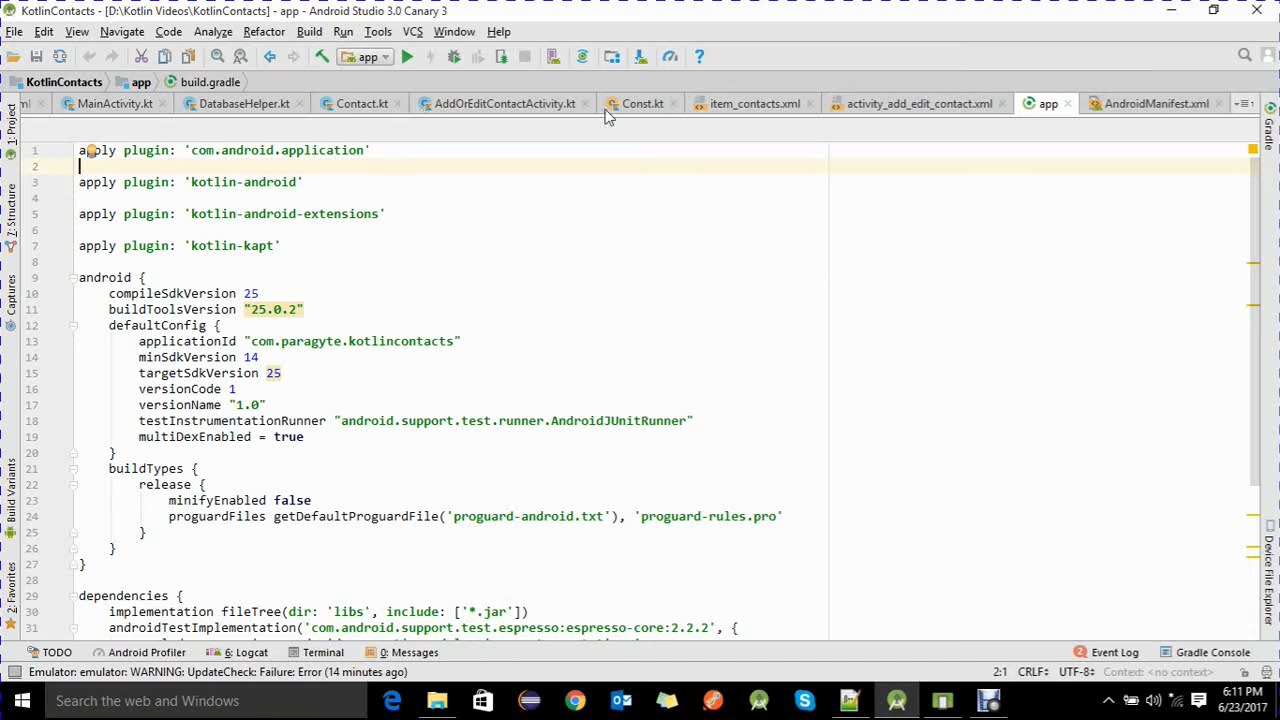 KotlinContacts - [D:\Kotlin Videos\KotlinContacts] - app - Android Studio 3.0 Canary 3
File Edit View Navigate Code Analyze Refactor Build Run Tools VCS Window Help
app
KotlinContacts app build.gradle
ml MainActivity.kt DatabaseHelper.kt Contact.kt AddOrEditContactActivity.kt Const.kt item_contacts.xml activity_add_edit_contact.xml app AndroidManifest.xml
1: Project
7: Structure
Captures
Build Variants
2: Favorites
Gradle
Device File Explorer
1 apply plugin: 'com.android.application'
2
3 apply plugin: 'kotlin-android'
4
5 apply plugin: 'kotlin-android-extensions'
6
7 apply plugin: 'kotlin-kapt'
8
9 android {
10 compileSdkVersion 25
11 buildToolsVersion "25.0.2"
12 defaultConfig {
13 applicationId "com.paragyte.kotlincontacts"
14 minSdkVersion 14
15 targetSdkVersion 25
16 versionCode 1
17 versionName "1.0"
18 testInstrumentationRunner "android.support.test.runner.AndroidJUnitRunner"
19 multiDexEnabled = true
20 }
21 buildTypes {
22 release {
23 minifyEnabled false
24 proguardFiles getDefaultProguardFile('proguard-android.txt'), 'proguard-rules.pro'
25 }
26 }
27 }
28
29 dependencies {
30 implementation fileTree(dir: 'libs', include: ['*.jar'])
31 androidTestImplementation('com.android.support.test.espresso:espresso-core:2.2.2', {
TODO Android Profiler 6: Logcat Terminal 0: Messages 2 Event Log Gradle Console
Emulator: emulator: WARNING: UpdateCheck: Failure: Error (14 minutes ago) 2:1 CRLF÷ UTF-8÷ Context: <no context>
Search the web and Windows
6:11 PM
6/23/2017